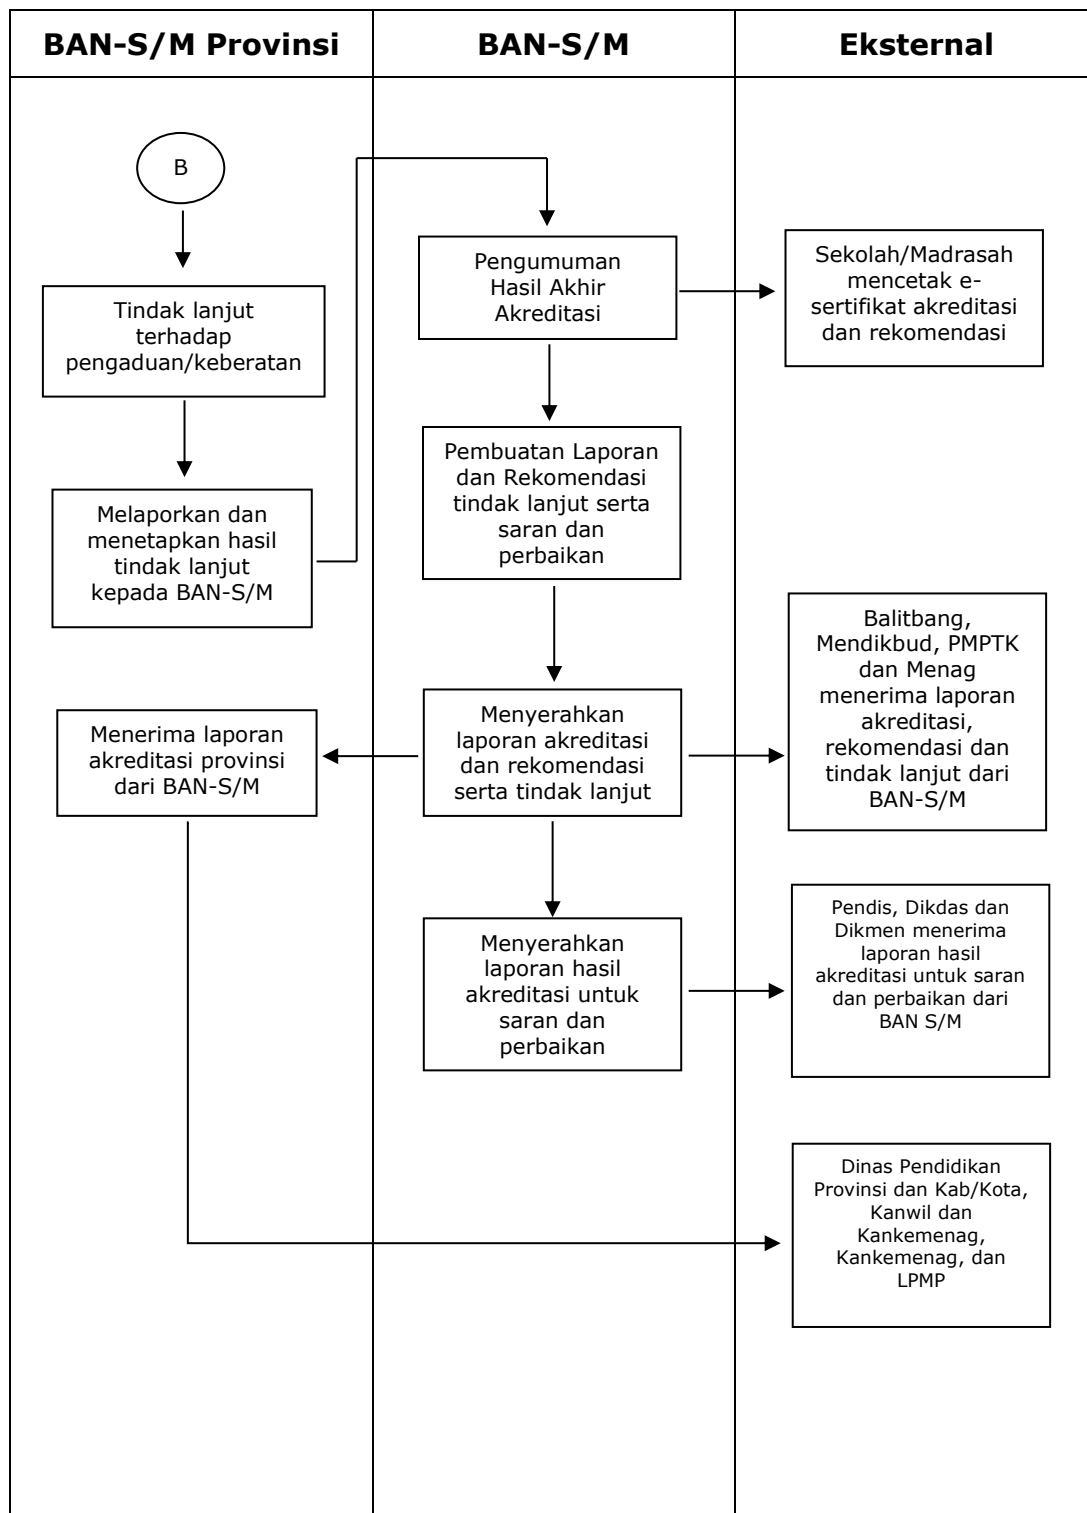 BAN-S/M Provinsi
BAN-S/M
Eksternal
B
Tindak lanjut
terhadap
pengaduan/keberatan
Melaporkan dan
menetapkan hasil
tindak lanjut
kepada BAN-S/M
Menerima laporan
akreditasi provinsi
dari BAN-S/M
Pengumuman
Hasil Akhir
Akreditasi
Pembuatan Laporan
dan Rekomendasi
tindak lanjut serta
saran dan
perbaikan
Menyerahkan
laporan akreditasi
dan rekomendasi
serta tindak lanjut
Menyerahkan
laporan hasil
akreditasi untuk
saran dan
perbaikan
Sekolah/Madrasah
mencetak e-
sertifikat akreditasi
dan rekomendasi
Balitbang,
Mendikbud, PMPTK
dan Menag
menerima laporan
akreditasi,
rekomendasi dan
tindak lanjut dari
BAN-S/M
Pendis, Dikdas dan
Dikmen menerima
laporan hasil
akreditasi untuk saran
dan perbaikan dari
BAN S/M
Dinas Pendidikan
Provinsi dan Kab/Kota,
Kanwil dan
Kankemenag,
Kankemenag, dan
LPMP